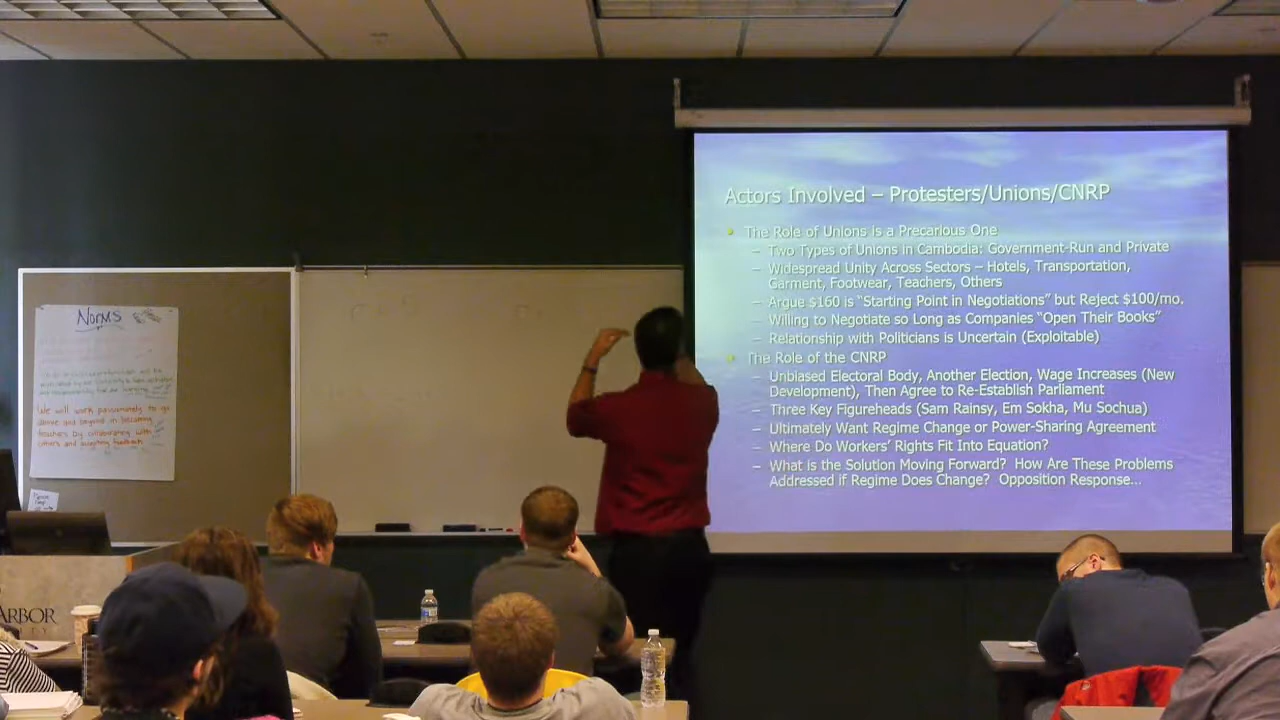 Norms
We will work passionately to go
above and beyond in becoming
teachers by collaborating with
others and accepting feedback
ARBOR
Actors Involved – Protesters/Unions/CNRP
The Role of Unions is a Precarious One
– Two Types of Unions in Cambodia: Government-Run and Private
– Widespread Unity Across Sectors – Hotels, Transportation,
Garment, Footwear, Teachers, Others
– Argue $160 is “Starting Point in Negotiations” but Reject $100/mo.
– Willing to Negotiate so Long as Companies “Open Their Books”
– Relationship with Politicians is Uncertain (Exploitable)
The Role of the CNRP
– Unbiased Electoral Body, Another Election, Wage Increases (New
Development), Then Agree to Re-Establish Parliament
– Three Key Figureheads (Sam Rainsy, Em Sokha, Mu Sochua)
– Ultimately Want Regime Change or Power-Sharing Agreement
– Where Do Workers’ Rights Fit Into Equation?
– What is the Solution Moving Forward? How Are These Problems
Addressed if Regime Does Change? Opposition Response...